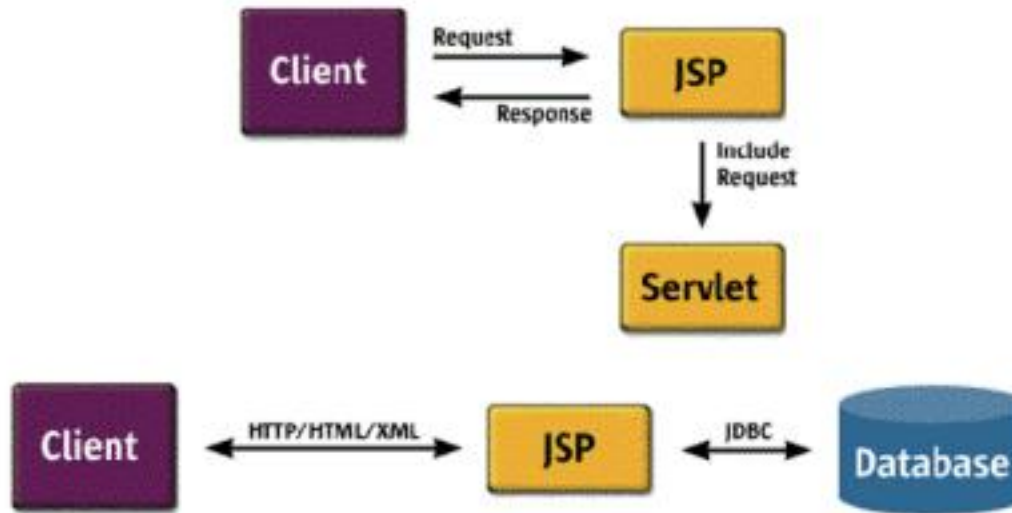 Client
Request
Response
JSP
Include
Request
Servlet
Client
HTTP/HTML/XML
JSP
JDBC
Database